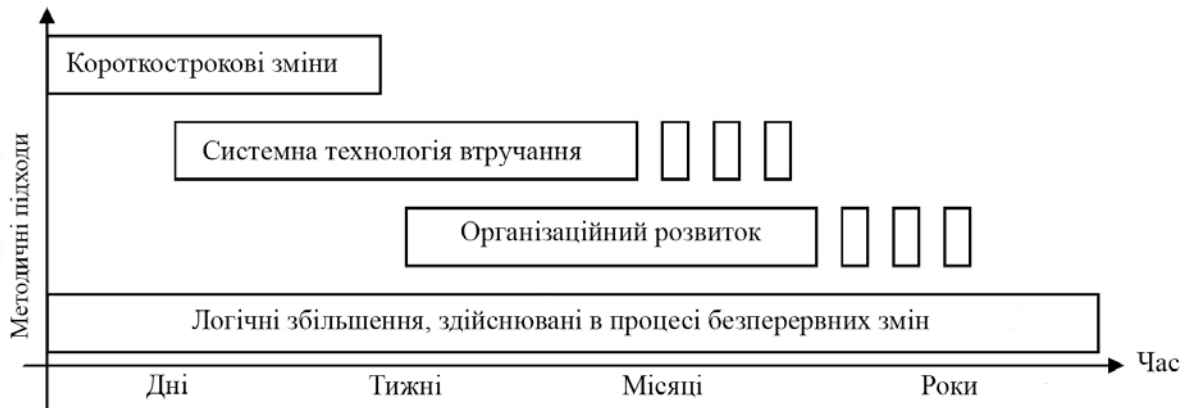 Короткострокові зміни
Системна технологія втручання
Організаційний розвиток
Логічні збільшення, здійснювані в процесі безперервних змін
Методичні підходи
Час
Дні
Тижні
Місяці
Роки